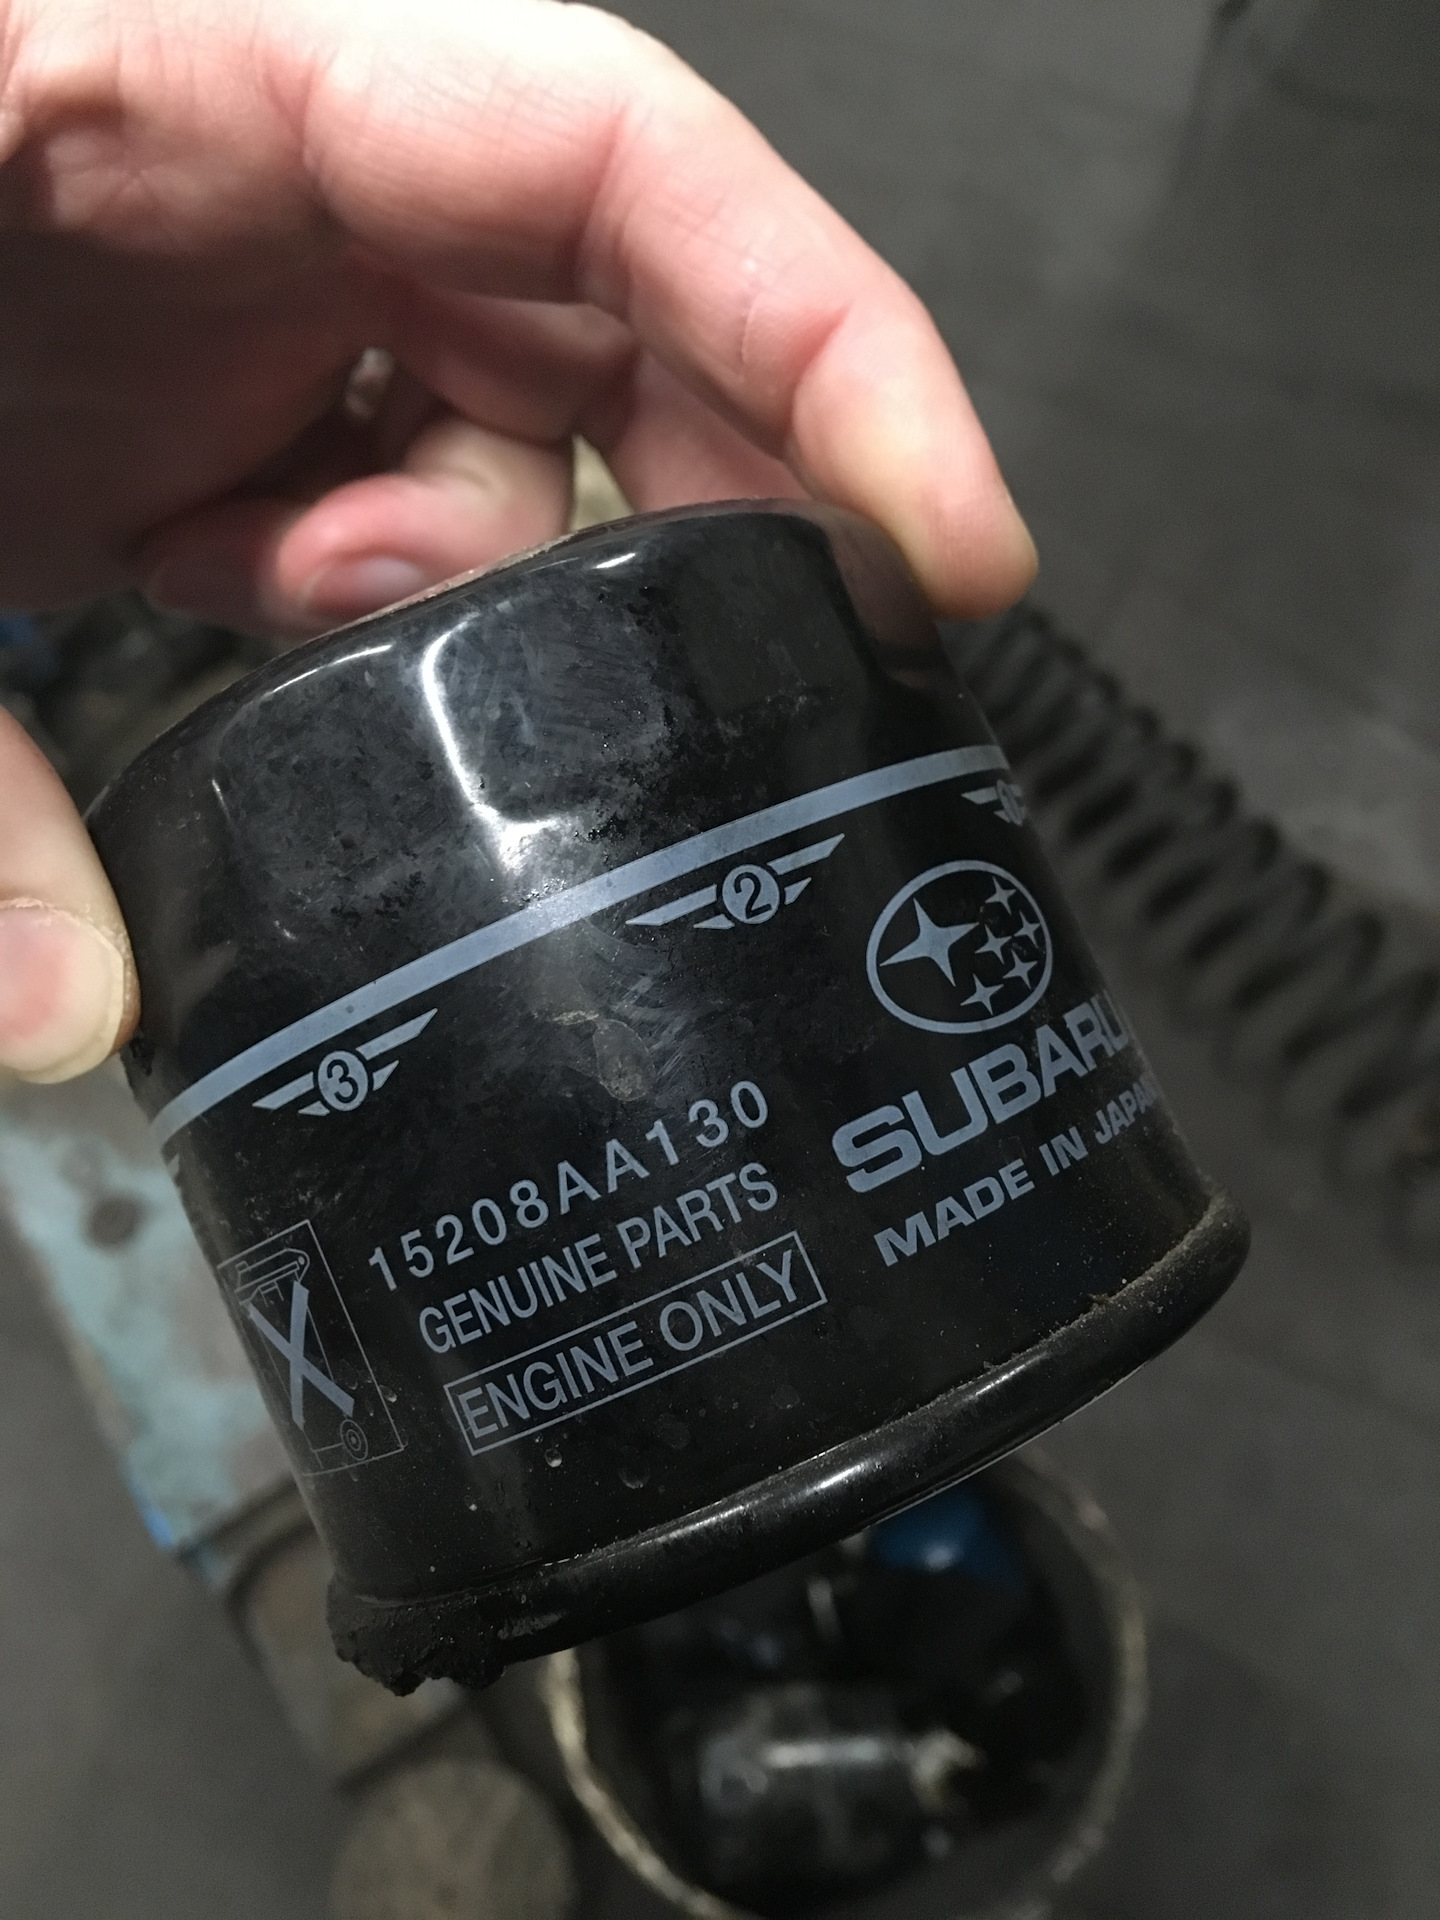 3
2
15208AA130
GENUINE PARTS
ENGINE ONLY
SUBARU
MADE IN JAPAN